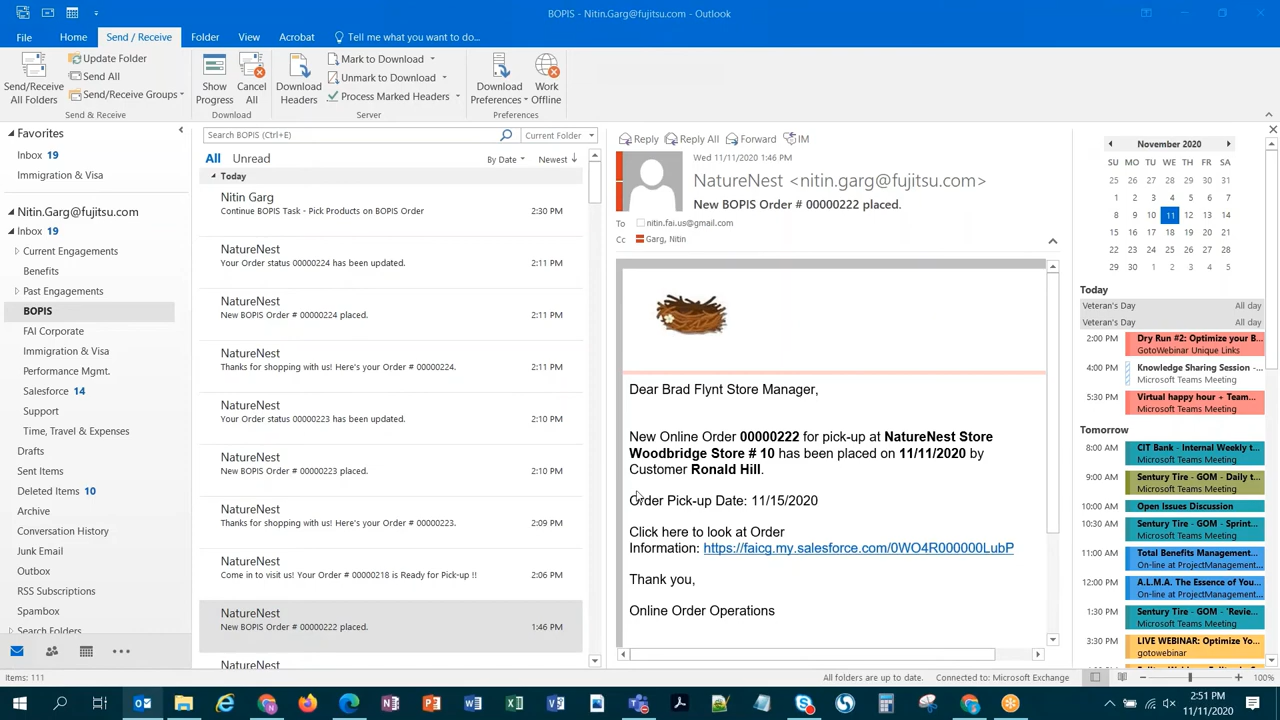 BOPIS - Nitin.Garg@fujitsu.com - Outlook
File Home Send / Receive Folder View Acrobat Tell me what you want to do...
Send/Receive All Folders
Update Folder
Send All
Send/Receive Groups
Send & Receive
Show Progress
Cancel All
Download
Download Headers
Mark to Download
Unmark to Download
Process Marked Headers
Server
Download Preferences
Work Offline
Preferences
Favorites
Inbox 19
Immigration & Visa
Nitin.Garg@fujitsu.com
Inbox 19
Current Engagements
Benefits
Past Engagements
BOPIS
FAI Corporate
Immigration & Visa
Performance Mgmt.
Salesforce 14
Support
Time, Travel & Expenses
Drafts
Sent Items
Deleted Items 10
Archive
Conversation History
Junk Email
Outbox
RSS Subscriptions
Spambox
Search Folders
Search BOPIS (Ctrl+E) Current Folder
All Unread By Date Newest
Today
Nitin Garg
Continue BOPIS Task - Pick Products on BOPIS Order 2:30 PM
NatureNest
Your Order status 00000224 has been updated. 2:11 PM
NatureNest
New BOPIS Order # 00000224 placed. 2:11 PM
NatureNest
Thanks for shopping with us! Here's your Order # 00000224. 2:11 PM
NatureNest
Your Order status 00000223 has been updated. 2:10 PM
NatureNest
New BOPIS Order # 00000223 placed. 2:10 PM
NatureNest
Thanks for shopping with us! Here's your Order # 00000223. 2:09 PM
NatureNest
Come in to visit us! Your Order # 00000218 is Ready for Pick-up !! 2:06 PM
NatureNest
New BOPIS Order # 00000222 placed. 1:46 PM
NatureNest
Reply Reply All Forward IM
Wed 11/11/2020 1:46 PM
NatureNest <nitin.garg@fujitsu.com>
New BOPIS Order # 00000222 placed.
To nitin.fai.us@gmail.com
Cc Garg, Nitin
Dear Brad Flynt Store Manager,
New Online Order 00000222 for pick-up at NatureNest Store
Woodbridge Store # 10 has been placed on 11/11/2020 by
Customer Ronald Hill.
Order Pick-up Date: 11/15/2020
Click here to look at Order
Information: https://faicg.my.salesforce.com/0WO4R000000LubP
Thank you,
Online Order Operations
November 2020
SU MO TU WE TH FR SA
25 26 27 28 29 30 31
1 2 3 4 5 6 7
8 9 10 11 12 13 14
15 16 17 18 19 20 21
22 23 24 25 26 27 28
29 30 1 2 3 4 5
Today
Veteran's Day All day
Veteran's Day All day
2:00 PM Dry Run #2: Optimize your B...
GotoWebinar Unique Links
4:00 PM Knowledge Sharing Session -...
Microsoft Teams Meeting
5:30 PM Virtual happy hour + Team...
Microsoft Teams Meeting
Tomorrow
8:00 AM CIT Bank - Internal Weekly t...
Microsoft Teams Meeting
9:00 AM Sentury Tire - GOM - Daily t...
Microsoft Teams Meeting
10:00 AM Open Issues Discussion
10:30 AM Sentury Tire - GOM - Sprint...
Microsoft Teams Meeting
11:00 AM Total Benefits Management...
On-line at ProjectManagement...
12:00 PM A.L.M.A. The Essence of You...
On-line at ProjectManagement...
1:30 PM Sentury Tire - GOM - 'Revie...
Microsoft Teams Meeting
3:30 PM LIVE WEBINAR: Optimize Yo...
gotowebinar
Items: 111 All folders are up to date. Connected to: Microsoft Exchange 100%
2:51 PM
11/11/2020